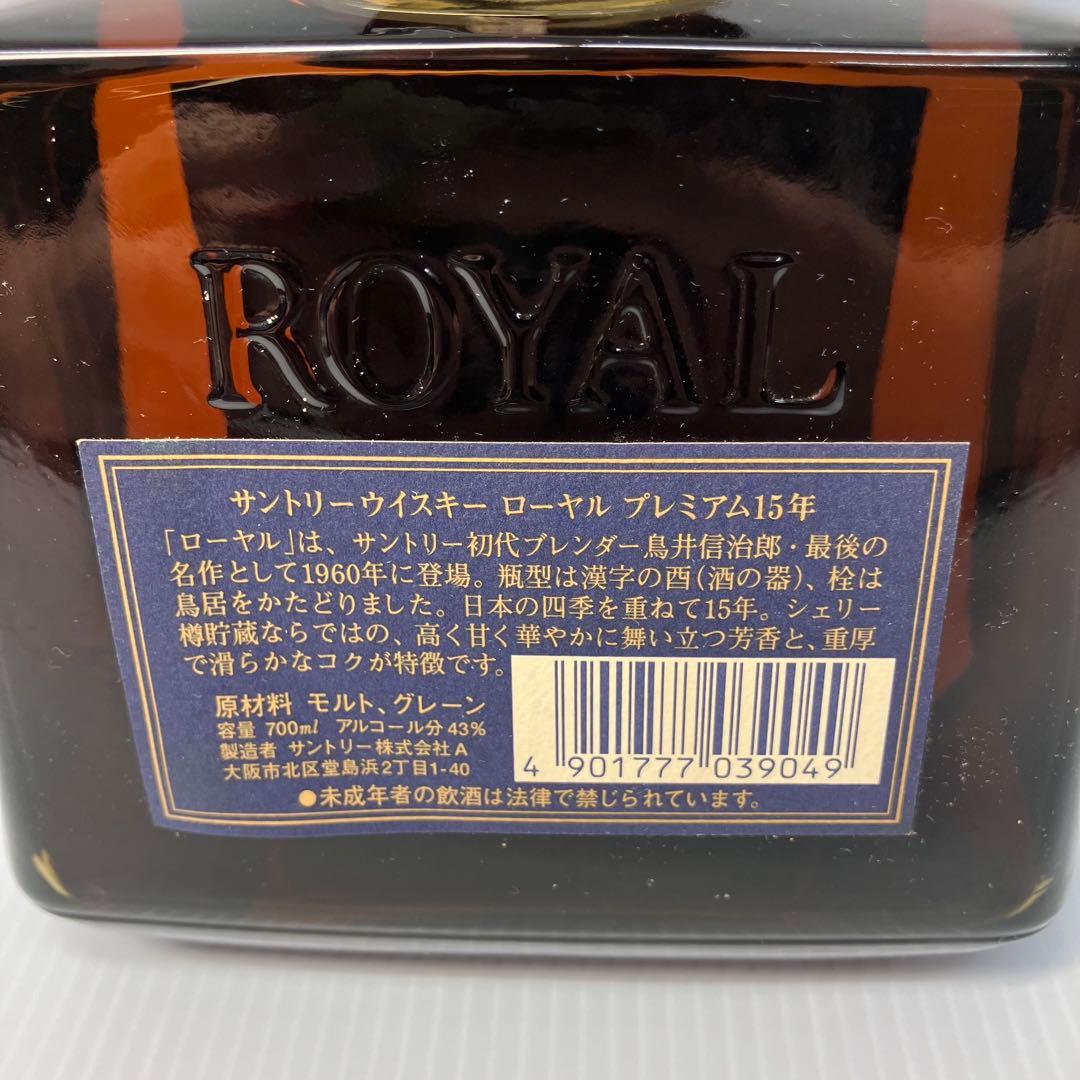 ROYAL
サントリーウイスキー ローヤル プレミアム15年
「ローヤル」は、サントリー初代ブレンダー鳥井信治郎・最後の
名作として1960年に登場。瓶型は漢字の酉(酒の器)、栓は
鳥居をかたどりました。日本の四季を重ねて15年。シェリー
樽貯蔵ならではの、高く甘く華やかに舞い立つ芳香と、重厚
で滑らかなコクが特徴です。
原材料 モルト、グレーン
容量 700ml アルコール分43%
製造者 サントリー株式会社A
大阪市北区堂島浜2丁目1-40
4 901777 039049
●未成年者の飲酒は法律で禁じられています。